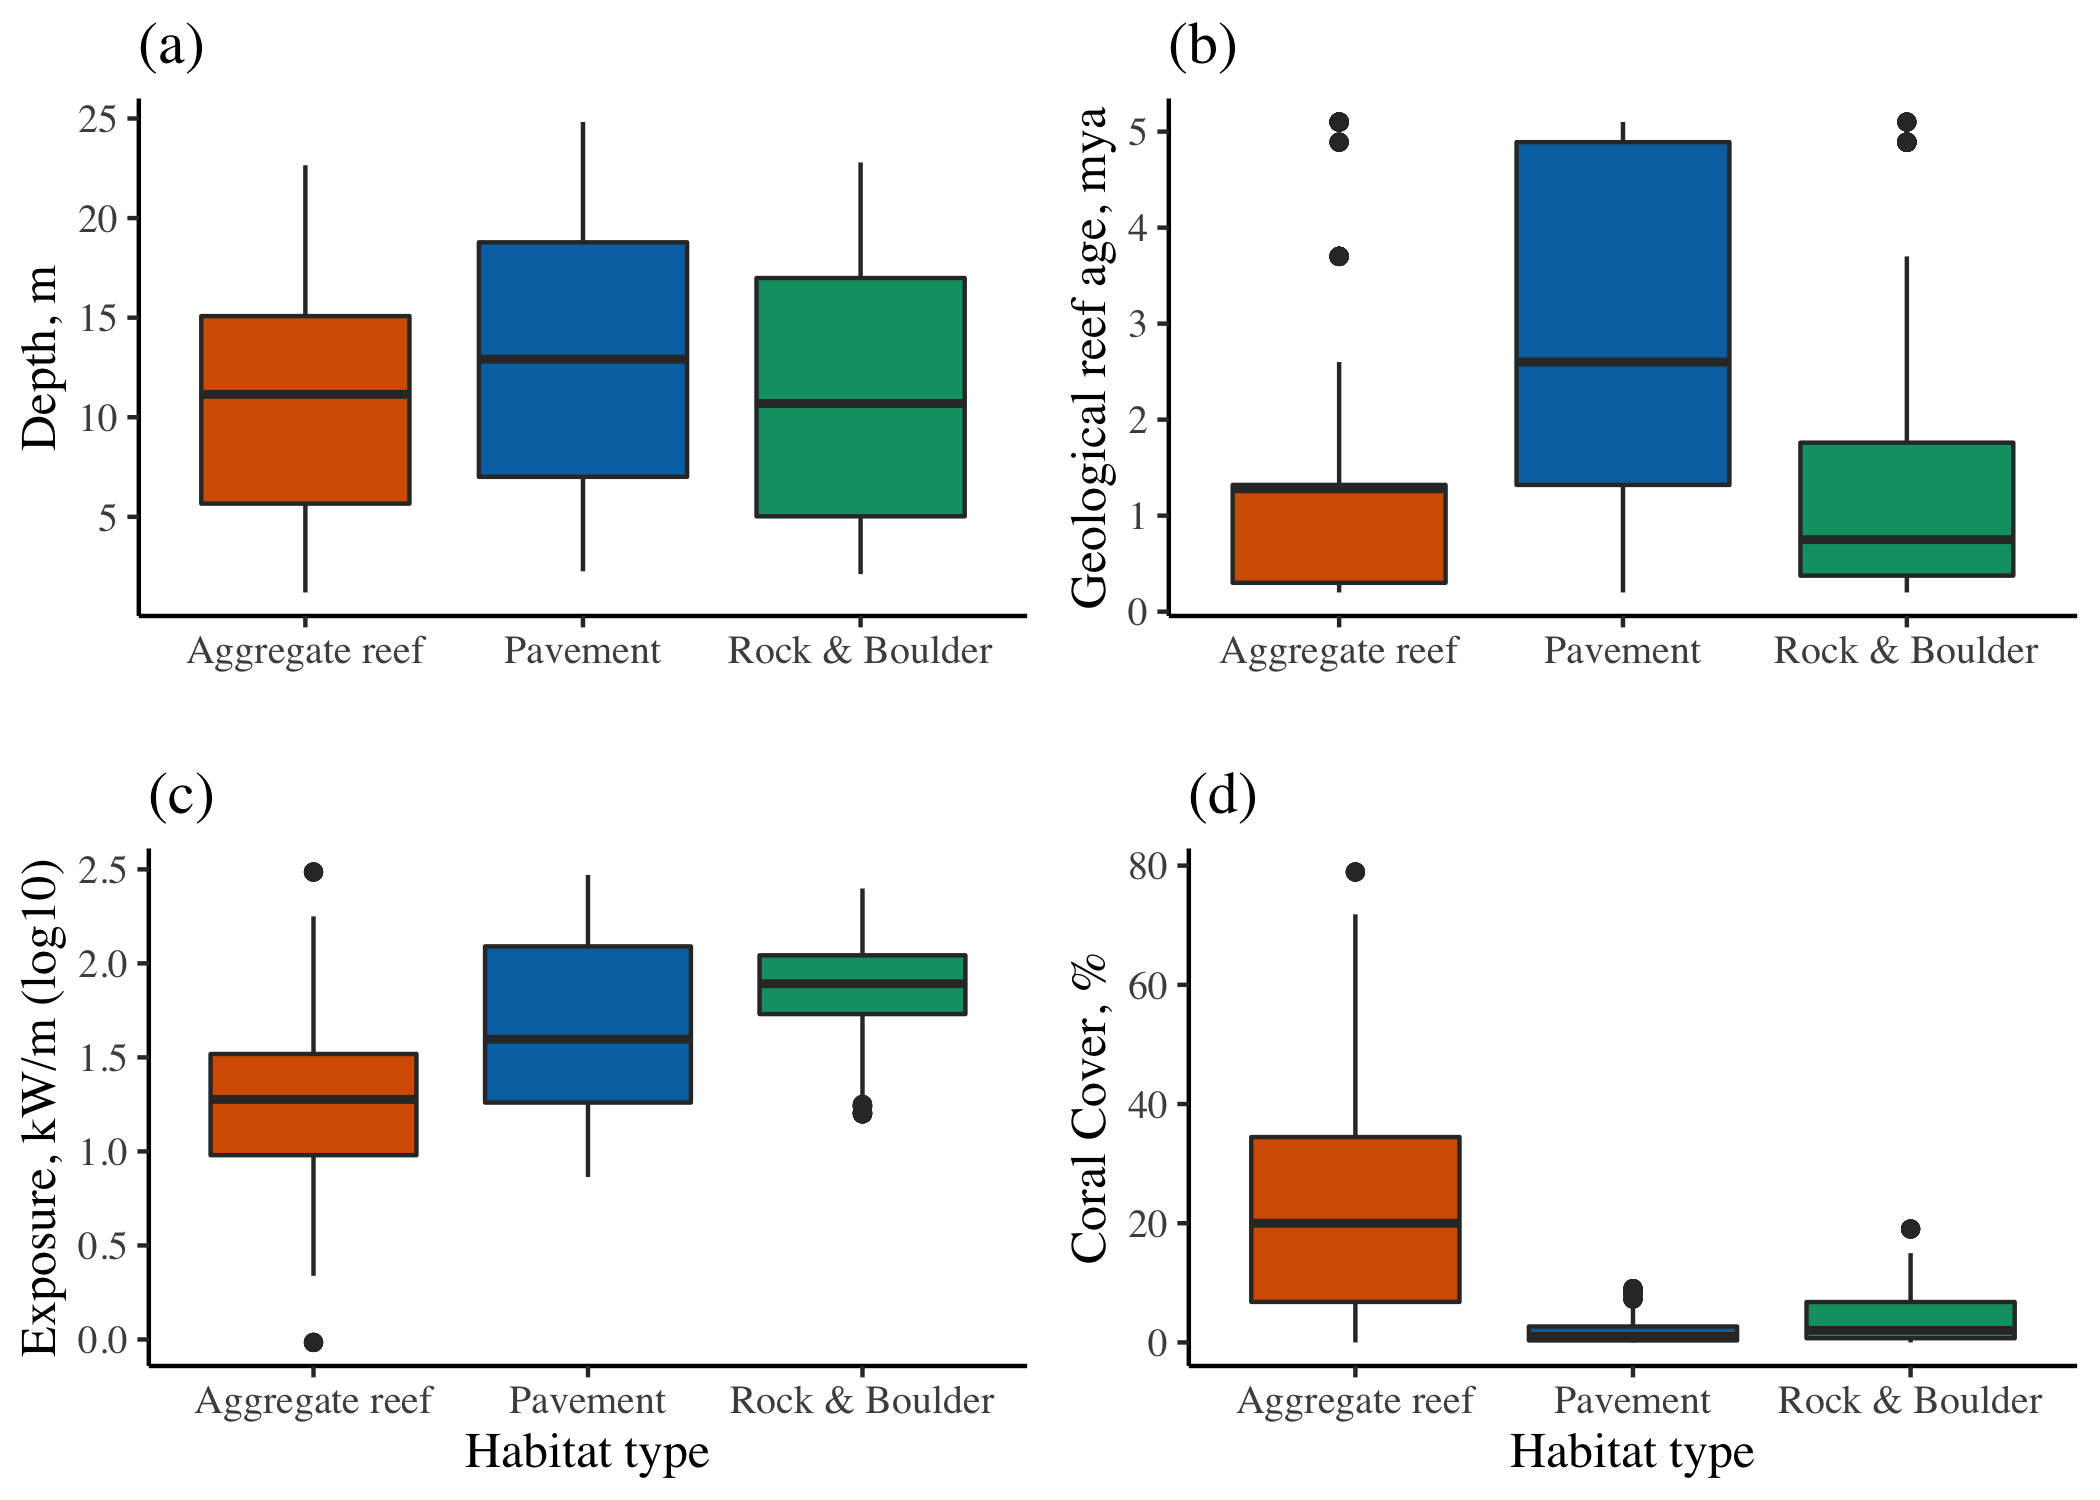 (a)
Depth, m
25
20
15
10
5
Aggregate reef Pavement Rock & Boulder
(b)
Geological reef age, mya
5
4
3
2
1
0
Aggregate reef Pavement Rock & Boulder
(c)
Exposure, kW/m (log10)
2.5
2.0
1.5
1.0
0.5
0.0
Aggregate reef Pavement Rock & Boulder
Habitat type
(d)
Coral Cover, %
80
60
40
20
0
Aggregate reef Pavement Rock & Boulder
Habitat type